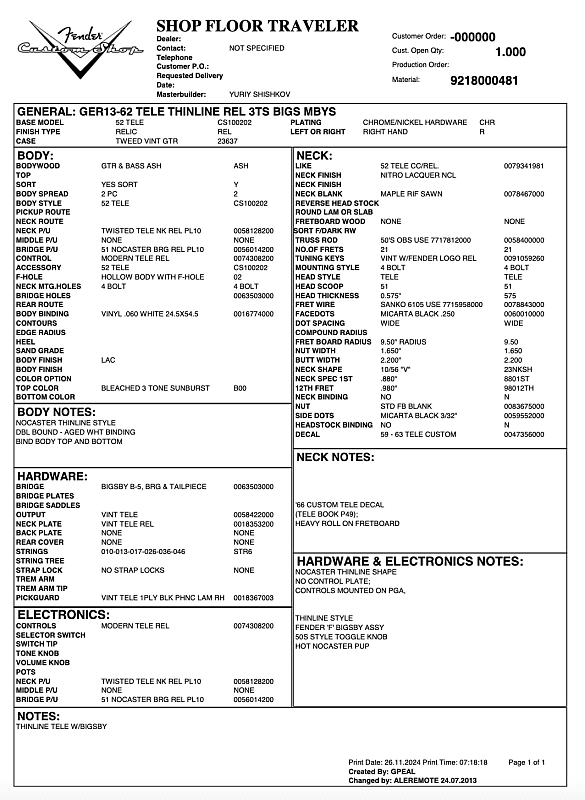 Fender
Custom Shop
SHOP FLOOR TRAVELER
Dealer:
Contact: NOT SPECIFIED
Telephone
Customer P.O.:
Requested Delivery
Date:
Masterbuilder: YURIY SHISHKOV
Customer Order: -000000
Cust. Open Qty: 1.000
Production Order:
Material: 9218000481
GENERAL: GER13-62 TELE THINLINE REL 3TS BIGS MBYS
BASE MODEL 52 TELE CS100202 PLATING CHROME/NICKEL HARDWARE CHR
FINISH TYPE RELIC REL LEFT OR RIGHT RIGHT HAND R
CASE TWEED VINT GTR 23637
BODY:
BODYWOOD GTR & BASS ASH ASH
TOP
SORT YES SORT Y
BODY SPREAD 2 PC 2
BODY STYLE 52 TELE CS100202
PICKUP ROUTE
NECK ROUTE
NECK P/U TWISTED TELE NK REL PL10 0058128200
MIDDLE P/U NONE NONE
BRIDGE P/U 51 NOCASTER BRG REL PL10 0056014200
CONTROL MODERN TELE REL 0074308200
ACCESSORY 52 TELE CS100202
F-HOLE HOLLOW BODY WITH F-HOLE 02
NECK MTG.HOLES 4 BOLT 4 BOLT
BRIDGE HOLES 0063503000
REAR ROUTE
BODY BINDING VINYL .060 WHITE 24.5X54.5 0016774000
CONTOURS
EDGE RADIUS
HEEL
SAND GRADE
BODY FINISH LAC
BODY FINISH
COLOR OPTION
TOP COLOR BLEACHED 3 TONE SUNBURST B00
BOTTOM COLOR
BODY NOTES:
NOCASTER THINLINE STYLE
DBL BOUND - AGED WHT BINDING
BIND BODY TOP AND BOTTOM
HARDWARE:
BRIDGE BIGSBY B-5, BRG & TAILPIECE 0063503000
BRIDGE PLATES
BRIDGE SADDLES
OUTPUT VINT TELE 0058422000
NECK PLATE VINT TELE REL 0018353200
BACK PLATE NONE NONE
REAR COVER NONE NONE
STRINGS 010-013-017-026-036-046 STR6
STRING TREE
STRAP LOCK NO STRAP LOCKS NONE
TREM ARM
TREM ARM TIP
PICKGUARD VINT TELE 1PLY BLK PHNC LAM RH 0018367003
ELECTRONICS:
CONTROLS MODERN TELE REL 0074308200
SELECTOR SWITCH
SWITCH TIP
TONE KNOB
VOLUME KNOB
POTS
NECK P/U TWISTED TELE NK REL PL10 0058128200
MIDDLE P/U NONE NONE
BRIDGE P/U 51 NOCASTER BRG REL PL10 0056014200
NECK:
LIKE 52 TELE CC/REL. 0079341981
NECK FINISH NITRO LACQUER NCL
NECK FINISH
NECK BLANK MAPLE RIF SAWN 0078467000
REVERSE HEAD STOCK
ROUND LAM OR SLAB
FRETBOARD WOOD NONE NONE
SORT F/DARK RW
TRUSS ROD 50'S OBS USE 7717812000 0058400000
NO.OF FRETS 21 21
TUNING KEYS VINT W/FENDER LOGO REL 0091059260
MOUNTING STYLE 4 BOLT 4 BOLT
HEAD STYLE TELE TELE
HEAD SCOOP 51 51
HEAD THICKNESS 0.575" 575
FRET WIRE SANKO 6105 USE 7715958000 0078843000
FACEDOTS MICARTA BLACK .250 0060010000
DOT SPACING WIDE WIDE
COMPOUND RADIUS
FRET BOARD RADIUS 9.50" RADIUS 9.50
NUT WIDTH 1.650" 1.650
BUTT WIDTH 2.200" 2.200
NECK SHAPE 10/56 "V" 23NKSH
NECK SPEC 1ST .880" 8801ST
12TH FRET .980" 98012TH
NECK BINDING NO N
NUT STD FB BLANK 0083675000
SIDE DOTS MICARTA BLACK 3/32" 0059552000
HEADSTOCK BINDING NO N
DECAL 59 - 63 TELE CUSTOM 0047356000
NECK NOTES:
'66 CUSTOM TELE DECAL
(TELE BOOK P49);
HEAVY ROLL ON FRETBOARD
HARDWARE & ELECTRONICS NOTES:
NOCASTER THINLINE SHAPE
NO CONTROL PLATE;
CONTROLS MOUNTED ON PGA,
THINLINE STYLE
FENDER 'F' BIGSBY ASSY
50S STYLE TOGGLE KNOB
HOT NOCASTER PUP
NOTES:
THINLINE TELE W/BIGSBY
Print Date: 26.11.2024 Print Time: 07:18:18 Page 1 of 1
Created By: GPEAL
Changed by: ALEREMOTE 24.07.2013